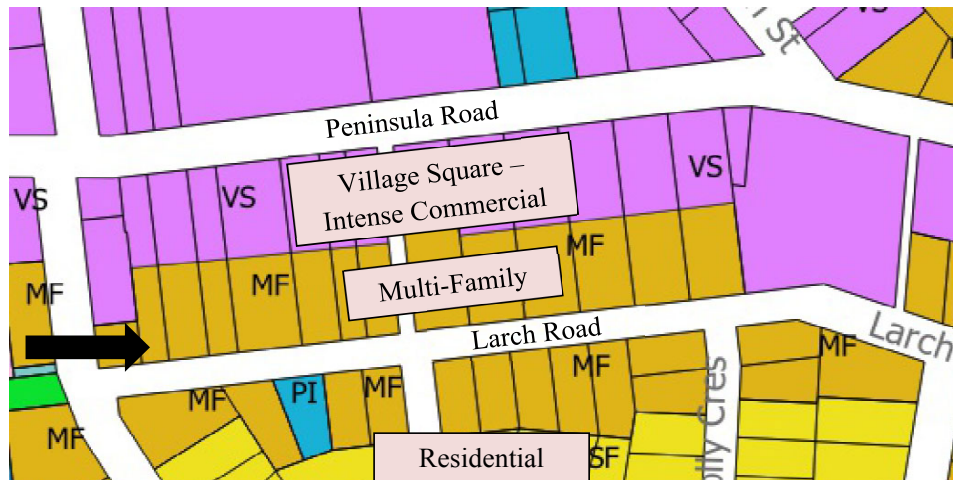 VS
St
Peninsula Road
VS
VS
VS
Village Square –
Intense Commercial
MF
MF
MF
Multi-Family
Larch Road
Larch
MF
MF
MF
MF
PI
MF
SF
Residential